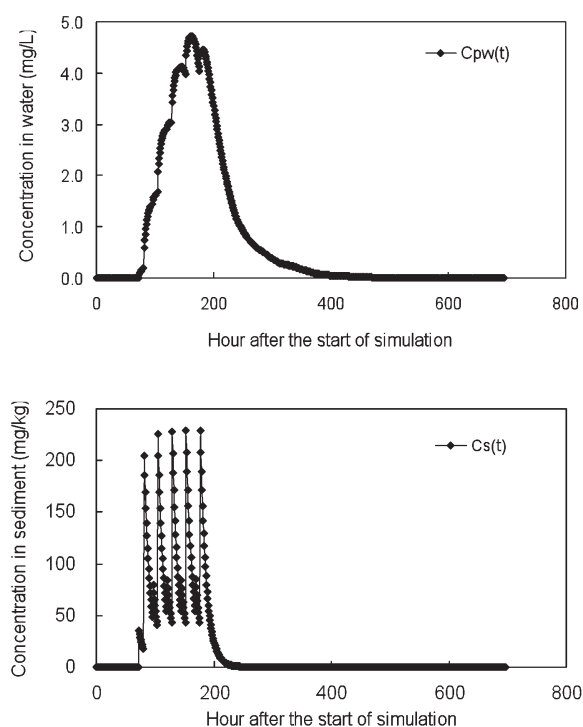 5.0
4.0
3.0
2.0
1.0
0.0
Concentration in water (mg/L)
Cpw(t)
0 200 400 600 800
Hour after the start of simulation
250
200
150
100
50
0
Concentration in sediment (mg/kg)
Cs(t)
0 200 400 600 800
Hour after the start of simulation